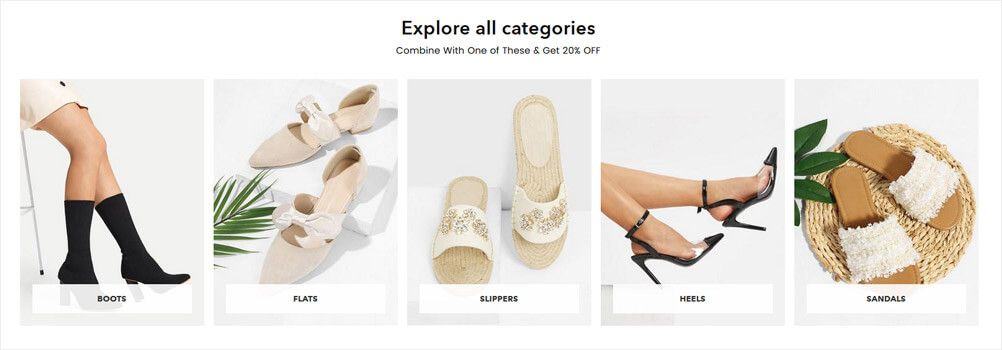 Explore all categories
Combine With One of These & Get 20% OFF
BOOTS
FLATS
SLIPPERS
HEELS
SANDALS